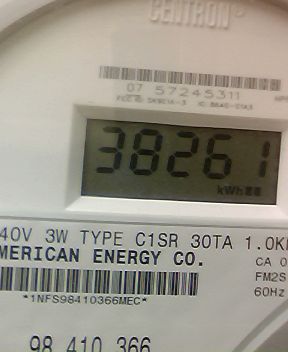 CENTRON®
07 57245311
38261
kWh
40V 3W TYPE C1SR 30TA 1.0K
MERICAN ENERGY CO.
CA 0
FM2S
*1NFS98410366MEC*
60Hz
98 410 366